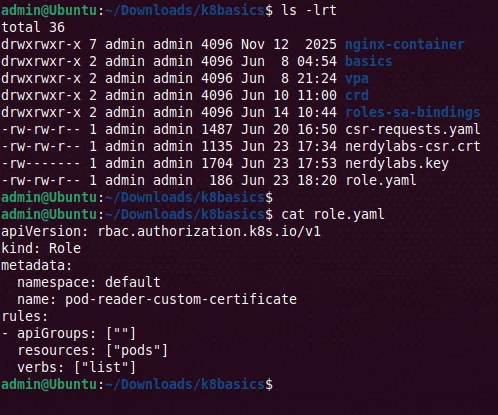 admin@Ubuntu:~/Downloads/k8basics$ ls -lrt
total 36
drwxrwxr-x 7 admin admin 4096 Nov 12  2025 nginx-container
drwxrwxr-x 2 admin admin 4096 Jun  8 04:54 basics
drwxrwxr-x 2 admin admin 4096 Jun  8 21:24 vpa
drwxrwxr-x 2 admin admin 4096 Jun 10 11:00 crd
drwxrwxr-x 2 admin admin 4096 Jun 14 10:44 roles-sa-bindings
-rw-rw-r-- 1 admin admin 1487 Jun 20 16:50 csr-requests.yaml
-rw-rw-r-- 1 admin admin 1135 Jun 23 17:34 nerdylabs-csr.crt
-rw------- 1 admin admin 1704 Jun 23 17:53 nerdylabs.key
-rw-rw-r-- 1 admin admin  186 Jun 23 18:20 role.yaml
admin@Ubuntu:~/Downloads/k8basics$
admin@Ubuntu:~/Downloads/k8basics$ cat role.yaml
apiVersion: rbac.authorization.k8s.io/v1
kind: Role
metadata:
  namespace: default
  name: pod-reader-custom-certificate
rules:
- apiGroups: [""]
  resources: ["pods"]
  verbs: ["list"]
admin@Ubuntu:~/Downloads/k8basics$